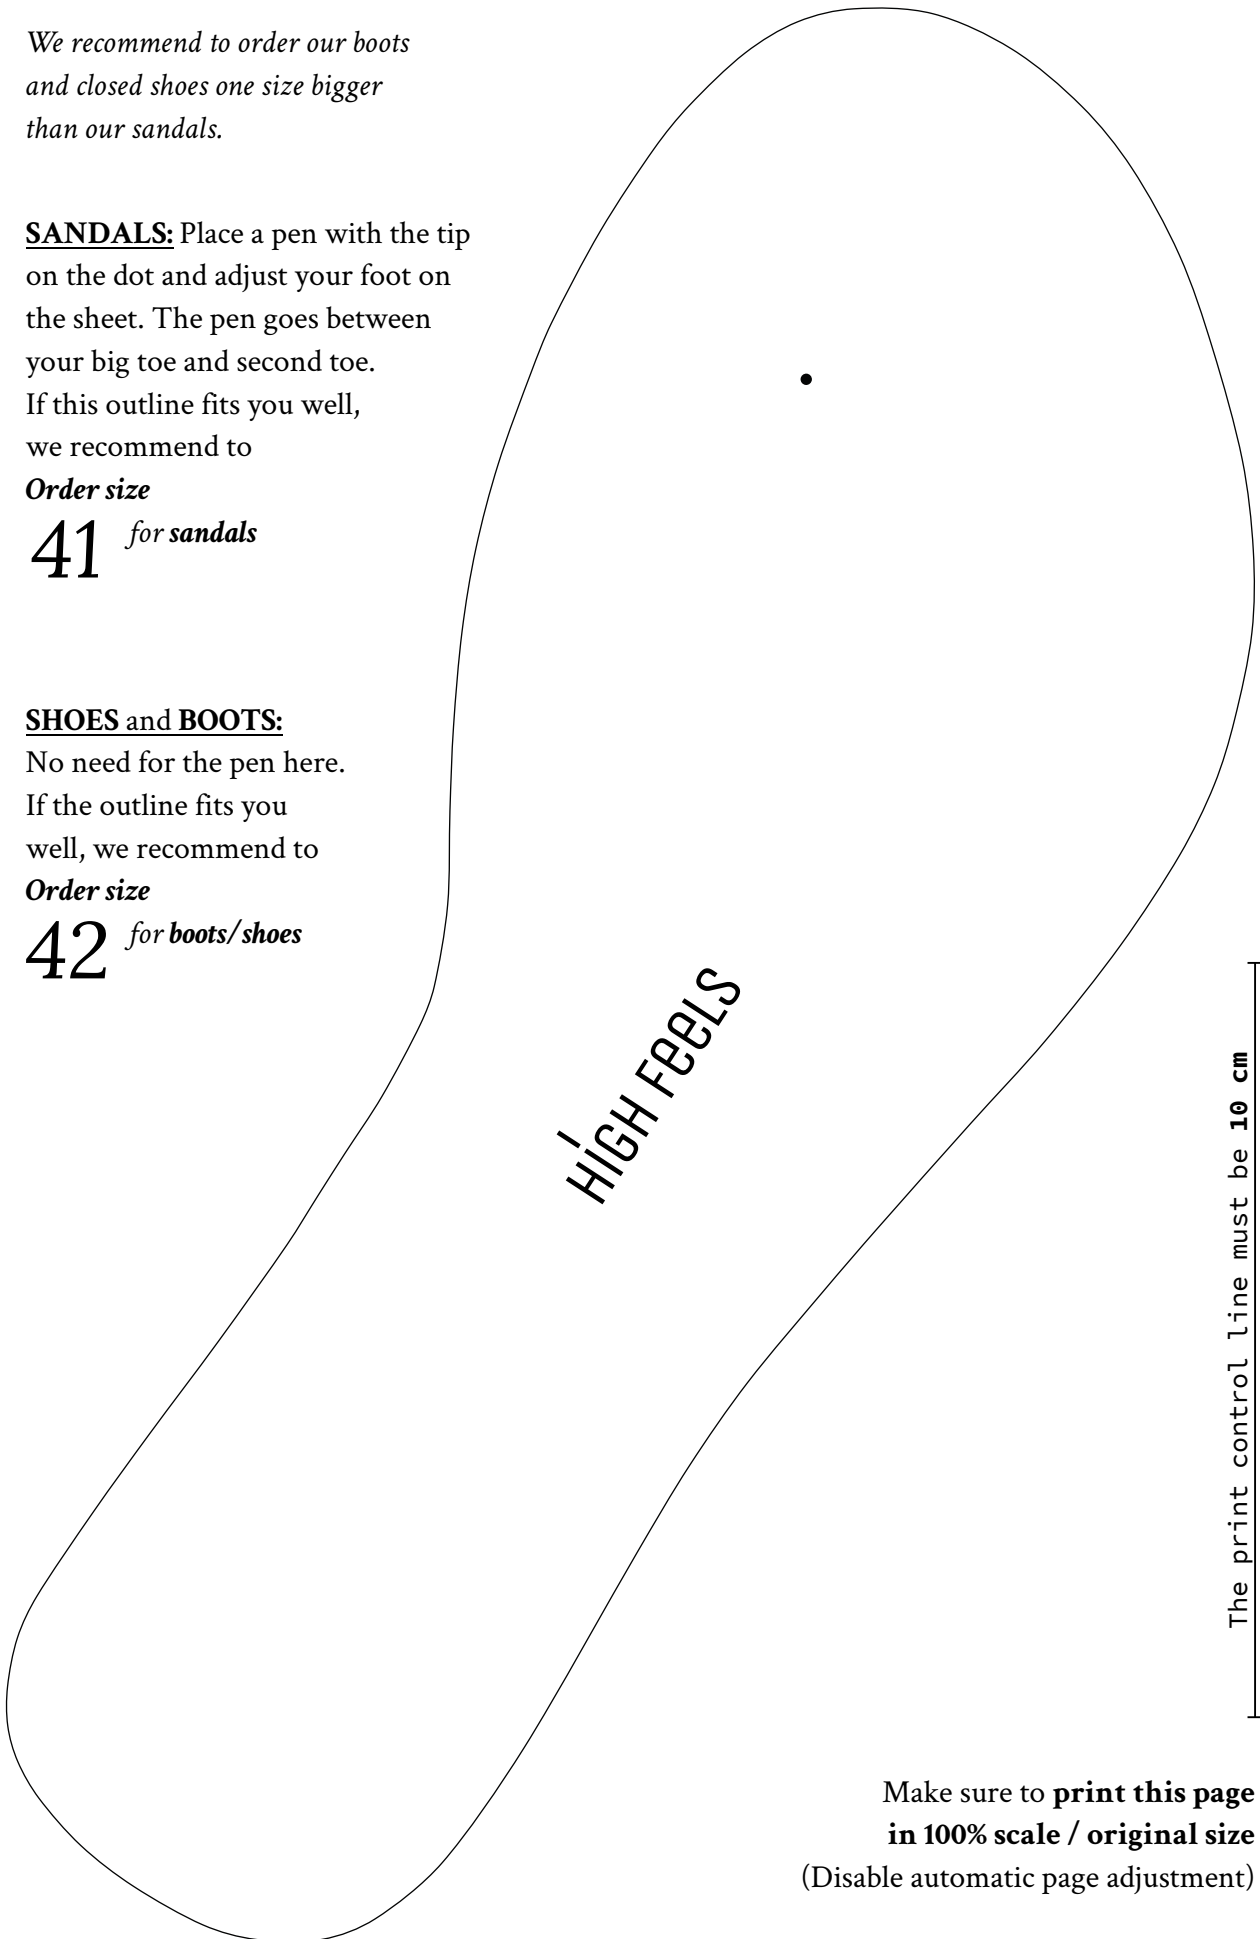 We recommend to order our boots
and closed shoes one size bigger
than our sandals.
SANDALS: Place a pen with the tip
on the dot and adjust your foot on
the sheet. The pen goes between
your big toe and second toe.
If this outline fits you well,
we recommend to
Order size
41 for sandals
SHOES and BOOTS:
No need for the pen here.
If the outline fits you
well, we recommend to
Order size
42 for boots/shoes
HIGH FeeLS
The print control line must be 10 cm
Make sure to print this page
in 100% scale / original size
(Disable automatic page adjustment)